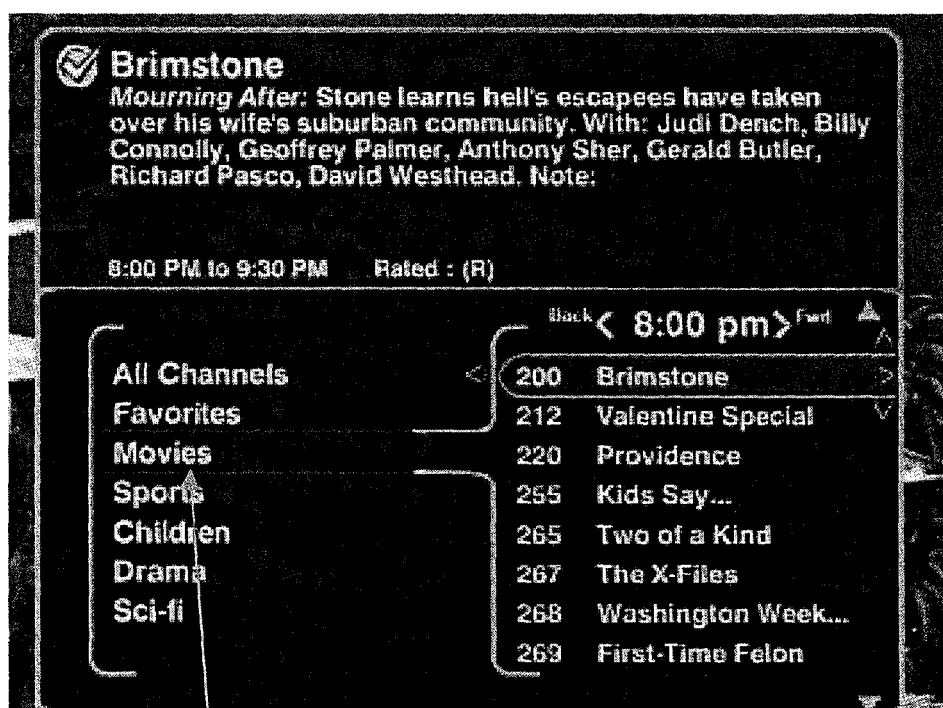 Brimstone
Mourning After: Stone learns hell's escapees have taken
over his wife's suburban community. With: Judi Dench, Billy
Connolly, Geoffrey Palmer, Anthony Sher, Gerald Butler,
Richard Pasco, David Westhead. Note:
8:00 PM to 9:30 PM Rated : (R)
Back < 8:00 pm > Fwd
All Channels
Favorites
Movies
Sports
Children
Drama
Sci-fi
200 Brimstone
212 Valentine Special
220 Providence
255 Kids Say...
265 Two of a Kind
267 The X-Files
268 Washington Week...
269 First-Time Felon